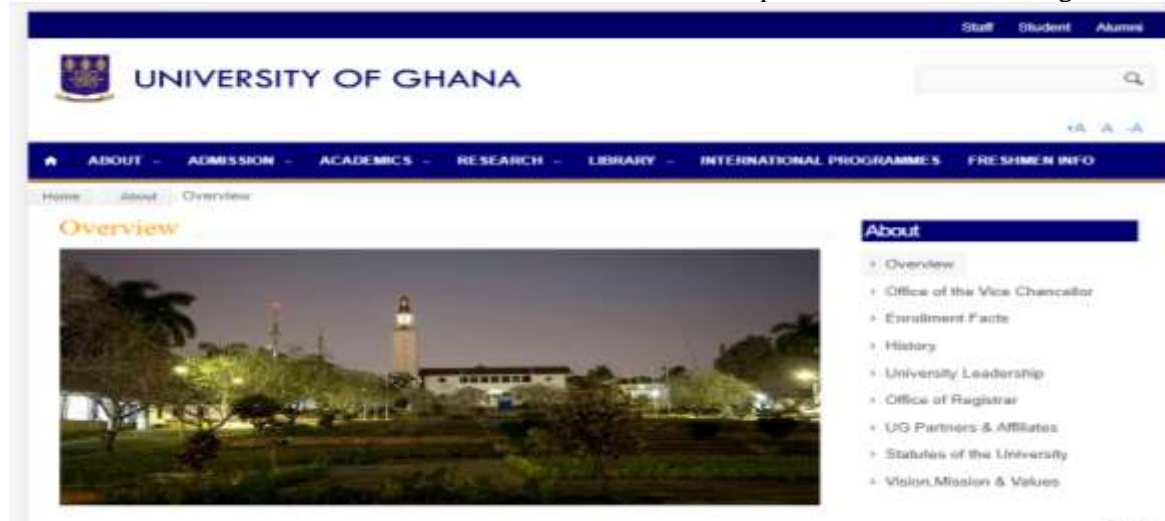 Staff Student Alumni
UNIVERSITY OF GHANA
+A A -A
ABOUT - ADMISSION - ACADEMICS - RESEARCH - LIBRARY - INTERNATIONAL PROGRAMMES FRESHMEN INFO
Home About Overview
Overview
About
Overview
Office of the Vice Chancellor
Enrollment Facts
History
University Leadership
Office of Registrar
UG Partners & Affiliates
Statutes of the University
Vision,Mission & Values